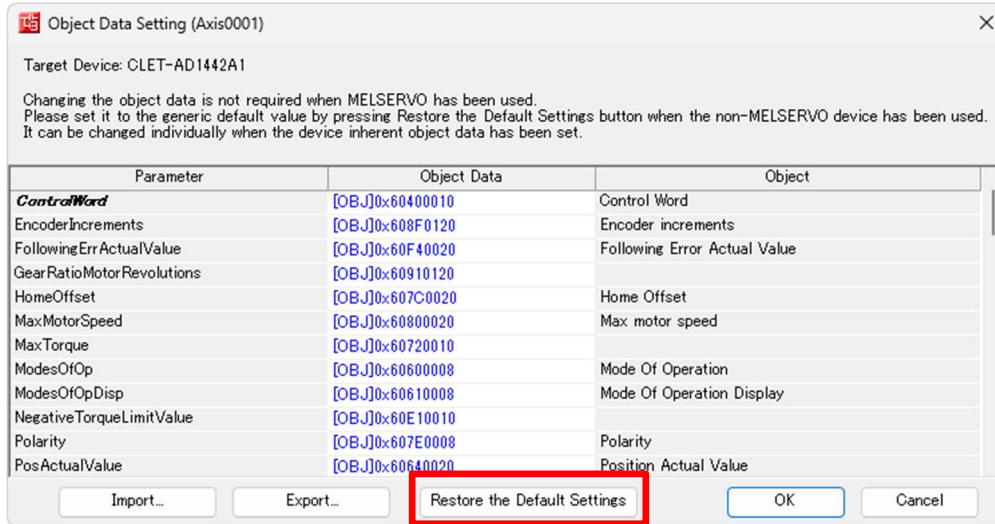 Object Data Setting (Axis0001)
Target Device: CLET-AD1442A1
Changing the object data is not required when MELSERVO has been used.
Please set it to the generic default value by pressing Restore the Default Settings button when the non-MELSERVO device has been used.
It can be changed individually when the device inherent object data has been set.
Parameter Object Data Object
ControlWord [OBJ]0x60400010 Control Word
EncoderIncrements [OBJ]0x608F0120 Encoder increments
FollowingErrActualValue [OBJ]0x60F40020 Following Error Actual Value
GearRatioMotorRevolutions [OBJ]0x60910120
HomeOffset [OBJ]0x607C0020 Home Offset
MaxMotorSpeed [OBJ]0x60800020 Max motor speed
MaxTorque [OBJ]0x60720010
ModesOfOp [OBJ]0x60600008 Mode Of Operation
ModesOfOpDisp [OBJ]0x60610008 Mode Of Operation Display
NegativeTorqueLimitValue [OBJ]0x60E10010
Polarity [OBJ]0x607E0008 Polarity
PosActualValue [OBJ]0x60640020 Position Actual Value
Import... Export... Restore the Default Settings OK Cancel